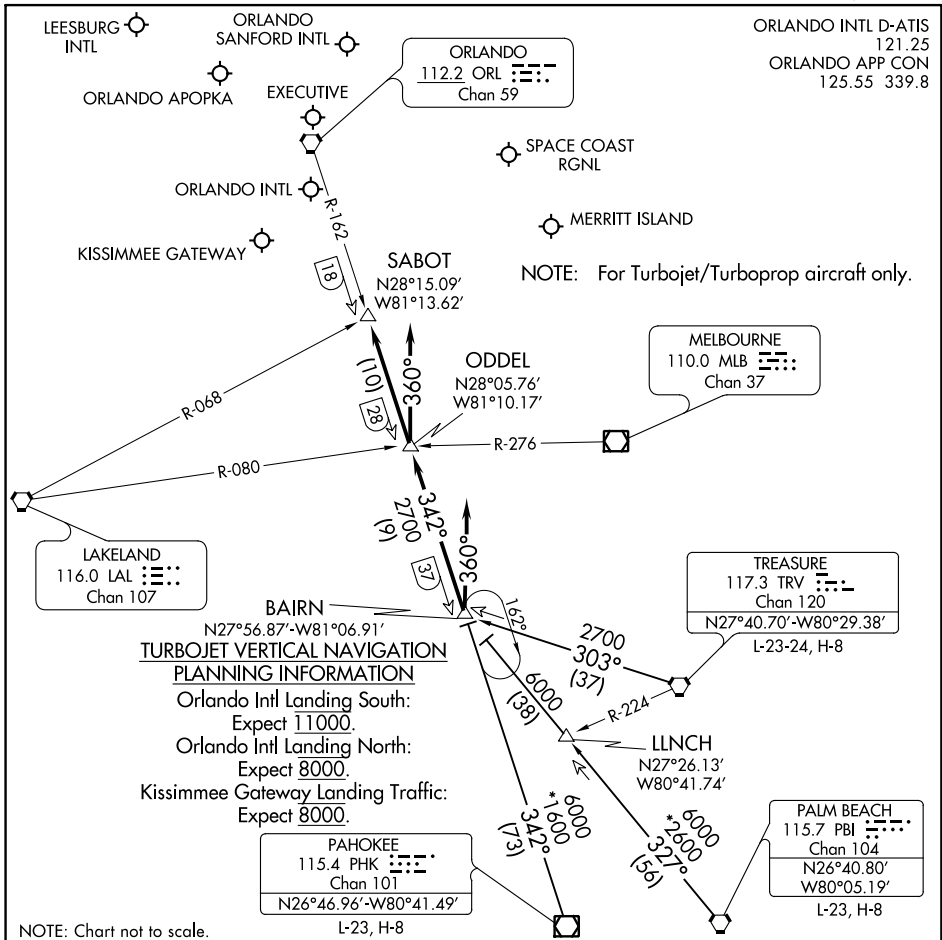 LEESBURG
INTL
ORLANDO
SANFORD INTL
ORLANDO INTL D-ATIS
121.25
ORLANDO APP CON
125.55 339.8
ORLANDO
112.2 ORL
Chan 59
ORLANDO APOPKA
EXECUTIVE
SPACE COAST
RGNL
ORLANDO INTL
R-162
MERRITT ISLAND
KISSIMMEE GATEWAY
SABOT
N28°15.09'
W81°13.62'
18
NOTE: For Turbojet/Turboprop aircraft only.
MELBOURNE
110.0 MLB
Chan 37
ODDEL
N28°05.76'
W81°10.17'
(10)
360°
R-068
28
R-276
R-080
342°
2700
(9)
LAKELAND
116.0 LAL
Chan 107
37
360°
TREASURE
117.3 TRV
Chan 120
N27°40.70'-W80°29.38'
L-23-24, H-8
BAIRN
N27°56.87'-W81°06.91'
162°
2700
303°
(37)
TURBOJET VERTICAL NAVIGATION
PLANNING INFORMATION
Orlando Intl Landing South:
Expect 11000.
Orlando Intl Landing North:
Expect 8000.
Kissimmee Gateway Landing Traffic:
Expect 8000.
6000
(38)
R-224
LLNCH
N27°26.13'
W80°41.74'
6000
*1600
342°
(73)
6000
*2600
327°
(56)
PALM BEACH
115.7 PBI
Chan 104
N26°40.80'
W80°05.19'
L-23, H-8
PAHOKEE
115.4 PHK
Chan 101
N26°46.96'-W80°41.49'
L-23, H-8
NOTE: Chart not to scale.